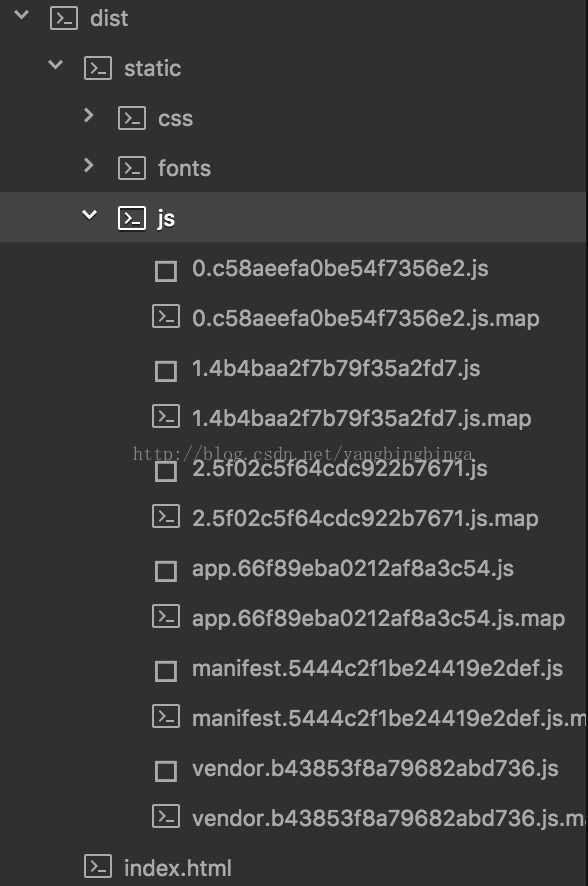 dist
static
css
fonts
js
0.c58aeefa0be54f7356e2.js
0.c58aeefa0be54f7356e2.js.map
1.4b4baa2f7b79f35a2fd7.js
1.4b4baa2f7b79f35a2fd7.js.map
http://blog.csdn.net/yangbingbinga
2.5f02c5f64cdc922b7671.js
2.5f02c5f64cdc922b7671.js.map
app.66f89eba0212af8a3c54.js
app.66f89eba0212af8a3c54.js.map
manifest.5444c2f1be24419e2def.js
manifest.5444c2f1be24419e2def.js.m
vendor.b43853f8a79682abd736.js
vendor.b43853f8a79682abd736.js.ma
index.html